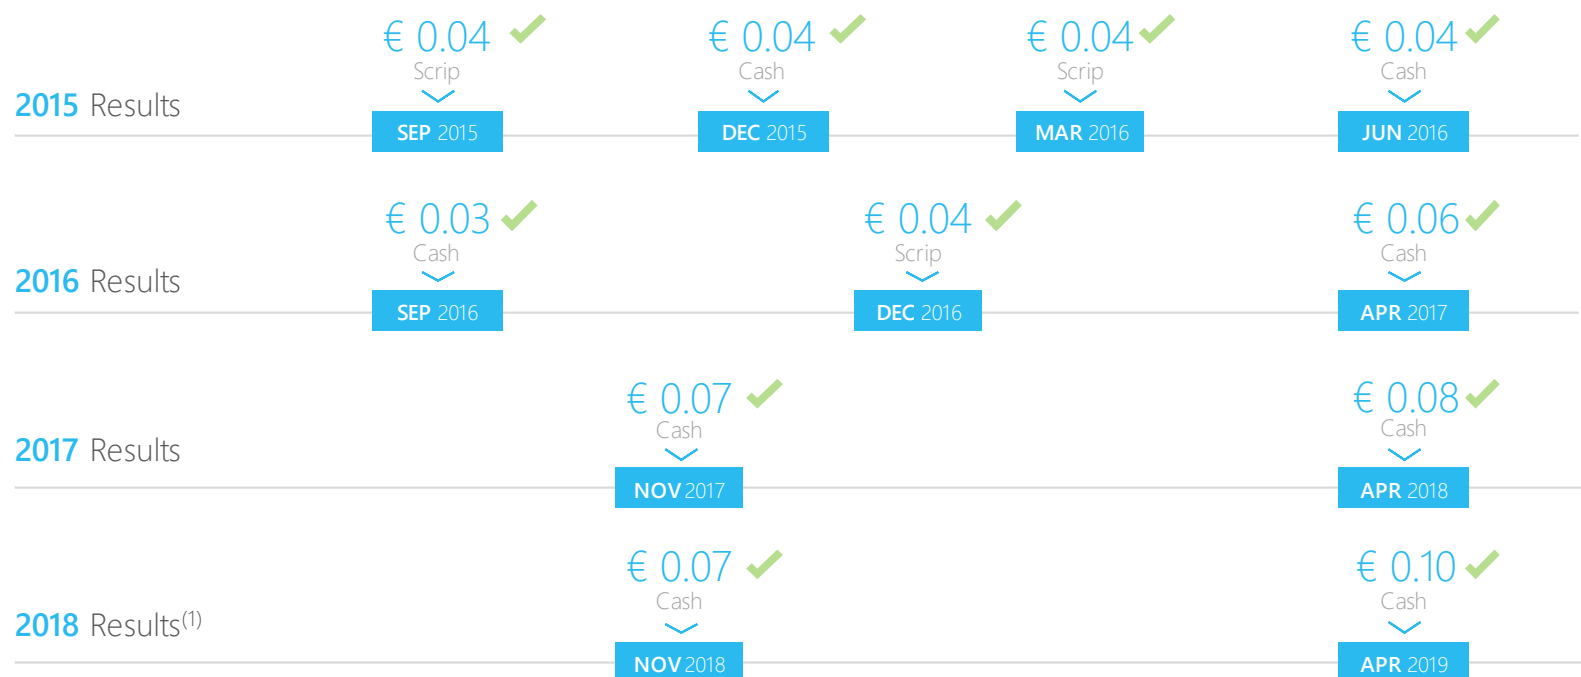 € 0.04 € 0.04 € 0.04 € 0.04
Scrip Cash Scrip Cash
2015 Results
SEP 2015 DEC 2015 MAR 2016 JUN 2016
€ 0.03 € 0.04 € 0.06
Cash Scrip Cash
2016 Results
SEP 2016 DEC 2016 APR 2017
€ 0.07 € 0.08
Cash Cash
2017 Results
NOV 2017 APR 2018
€ 0.07 € 0.10
Cash Cash
2018 Results(1)
NOV 2018 APR 2019